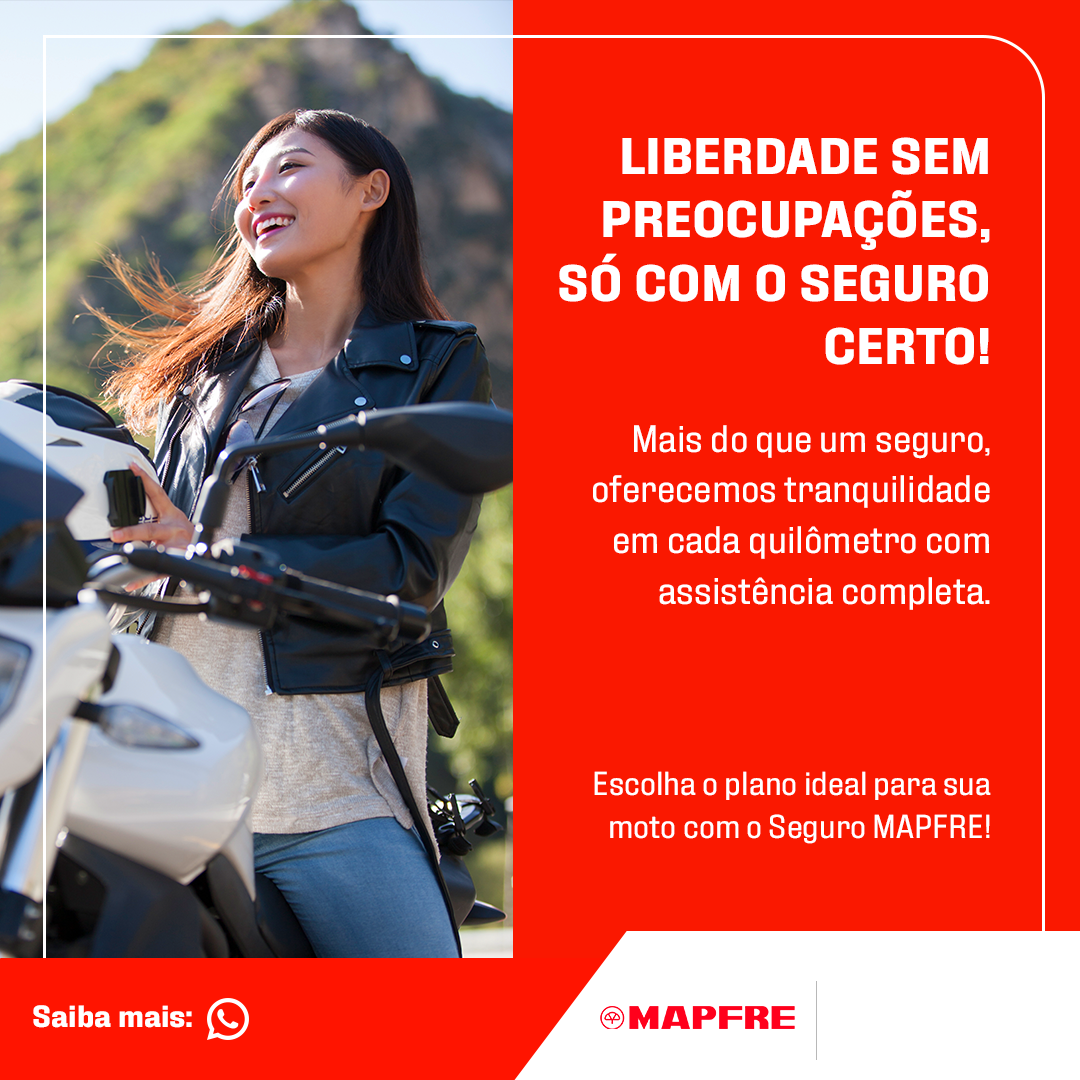 LIBERDADE SEM
PREOCUPAÇÕES,
SÓ COM O SEGURO
CERTO!
Mais do que um seguro,
oferecemos tranquilidade
em cada quilômetro com
assistência completa.
Escolha o plano ideal para sua
moto com o Seguro MAPFRE!
Saiba mais:
MAPFRE